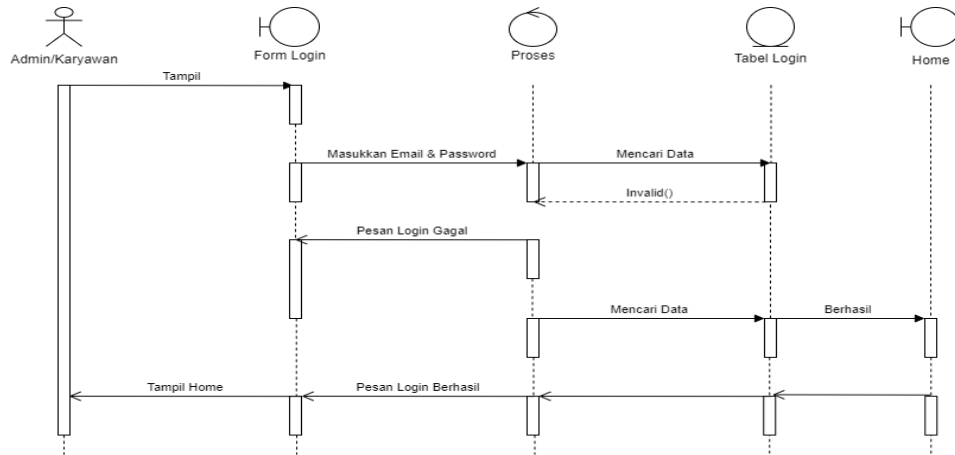 Admin/Karyawan
Form Login
Proses
Tabel Login
Home
Tampil
Masukkan Email & Password
Mencari Data
Invalid()
Pesan Login Gagal
Mencari Data
Berhasil
Tampil Home
Pesan Login Berhasil